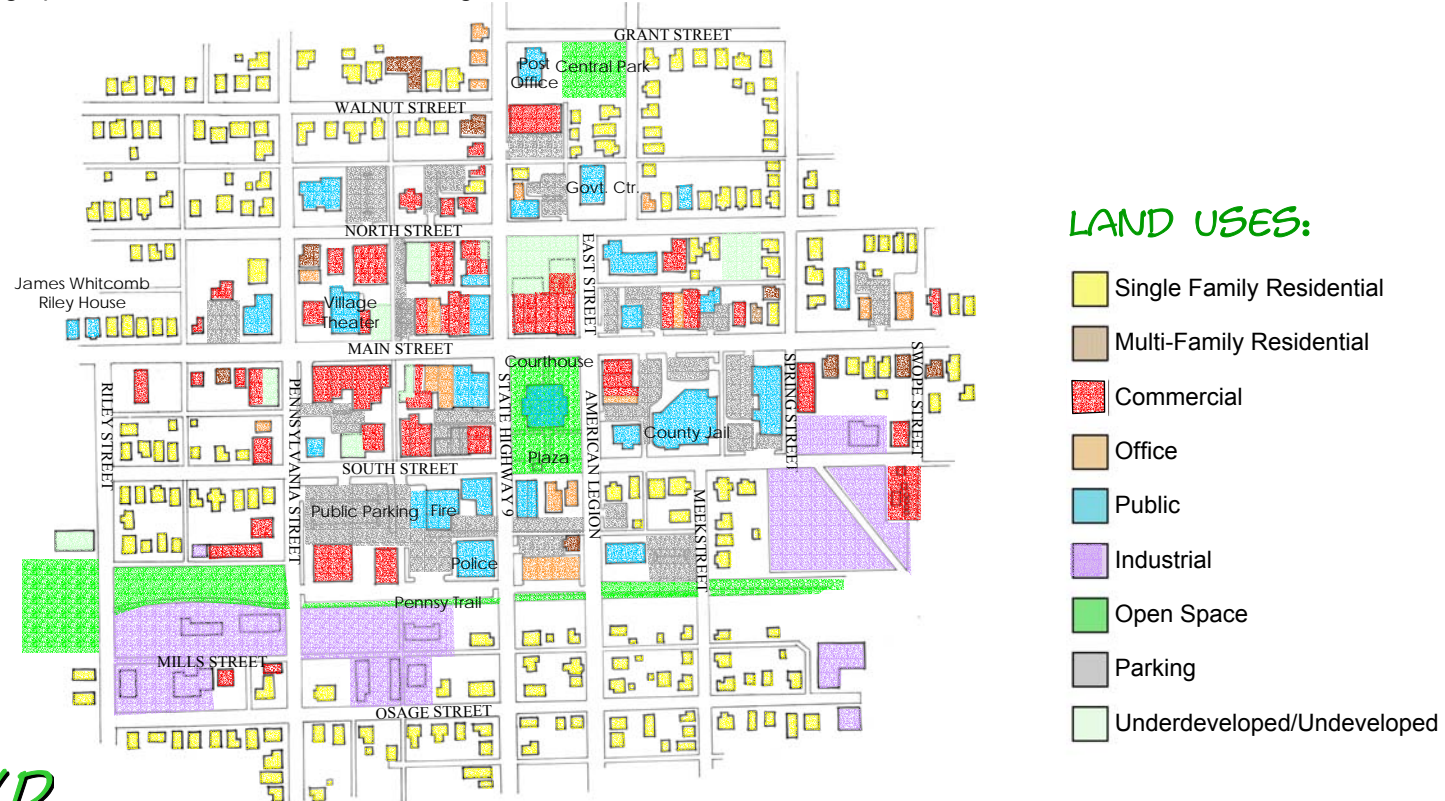 GRANT STREET
Post
Office
Central Park
WALNUT STREET
Govt. Ctr.
NORTH STREET
EAST STREET
James Whitcomb
Riley House
Village
Theater
MAIN STREET
Courthouse
RILEY STREET
PENNSYLVANIA STREET
STATE HIGHWAY 9
AMERICAN LEGION
SPRING STREET
SWOPE STREET
County Jail
Plaza
SOUTH STREET
Public Parking
Fire
MEEKSTREET
Police
Pennsy Trail
MILLS STREET
OSAGE STREET
LAND USES:
Single Family Residential
Multi-Family Residential
Commercial
Office
Public
Industrial
Open Space
Parking
Underdeveloped/Undeveloped